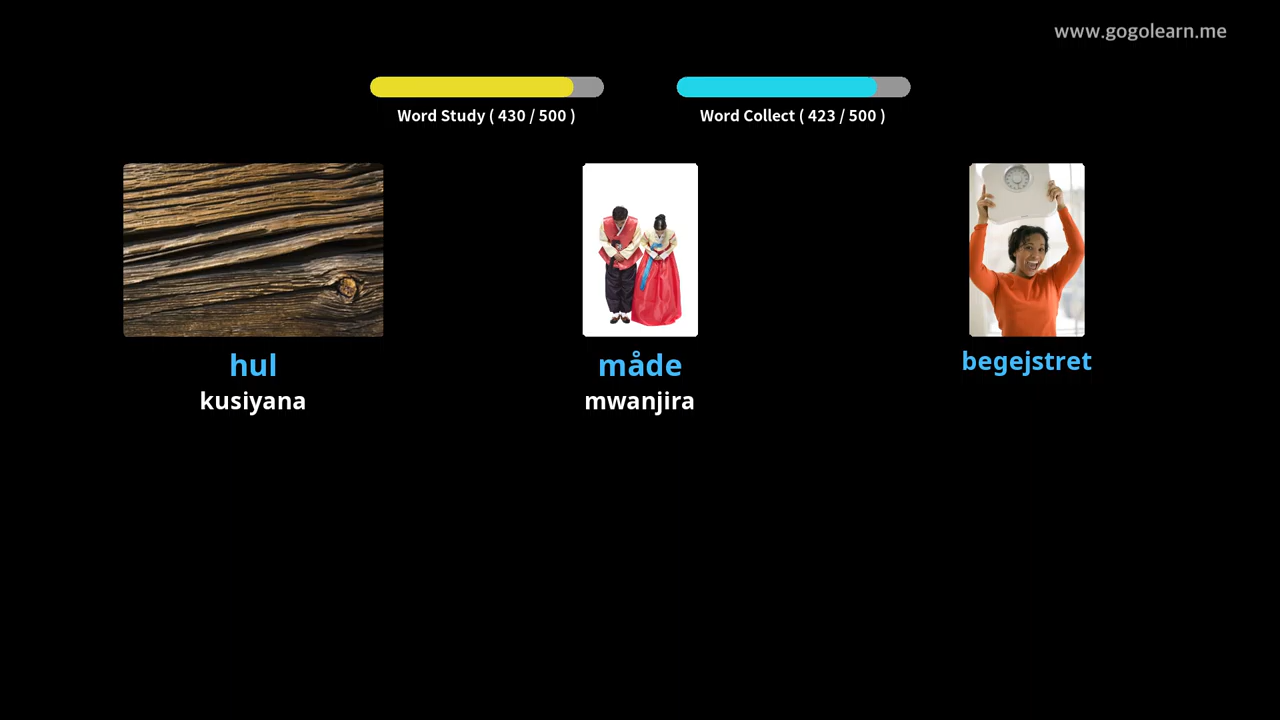 www.gogolearn.me
Word Study ( 430 / 500 )
Word Collect ( 423 / 500 )
hul
kusiyana
måde
mwanjira
begejstret